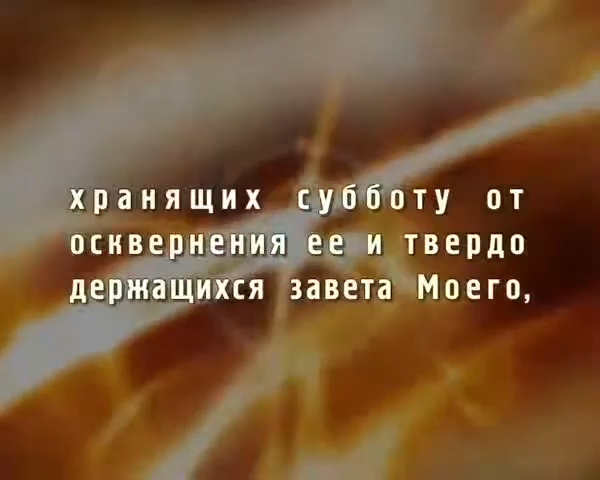 хранящих субботу от
осквернения ее и твердо
держащихся завета Моего,